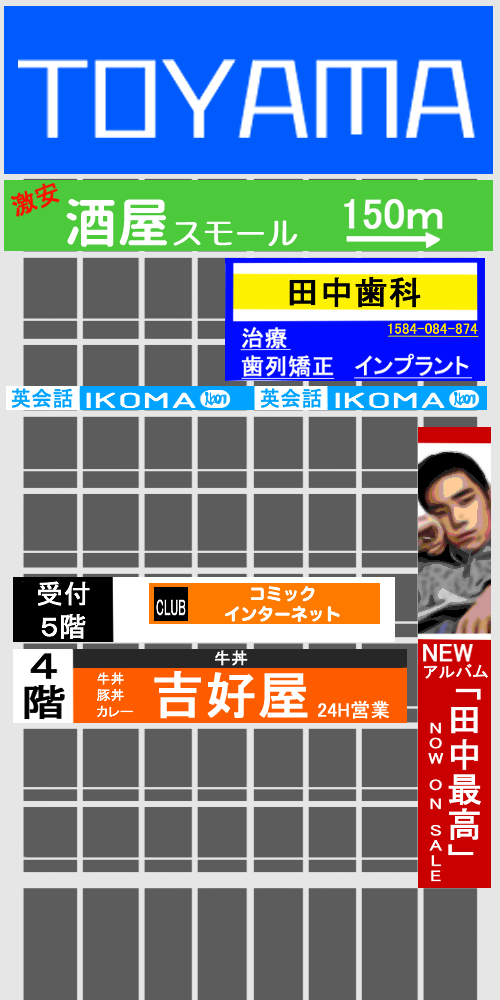 TOYAMA
激安
酒屋スモール
150m
田中歯科
1584-084-874
治療
歯列矯正 インプラント
英会話 IKOMA 英会話 IKOMA
受付
5階
CLUB
コミック
インターネット
4
階
牛丼
牛丼
豚丼
カレー
吉好屋
24H営業
NEW
アルバム
「田中最高」
NOW ON SALE